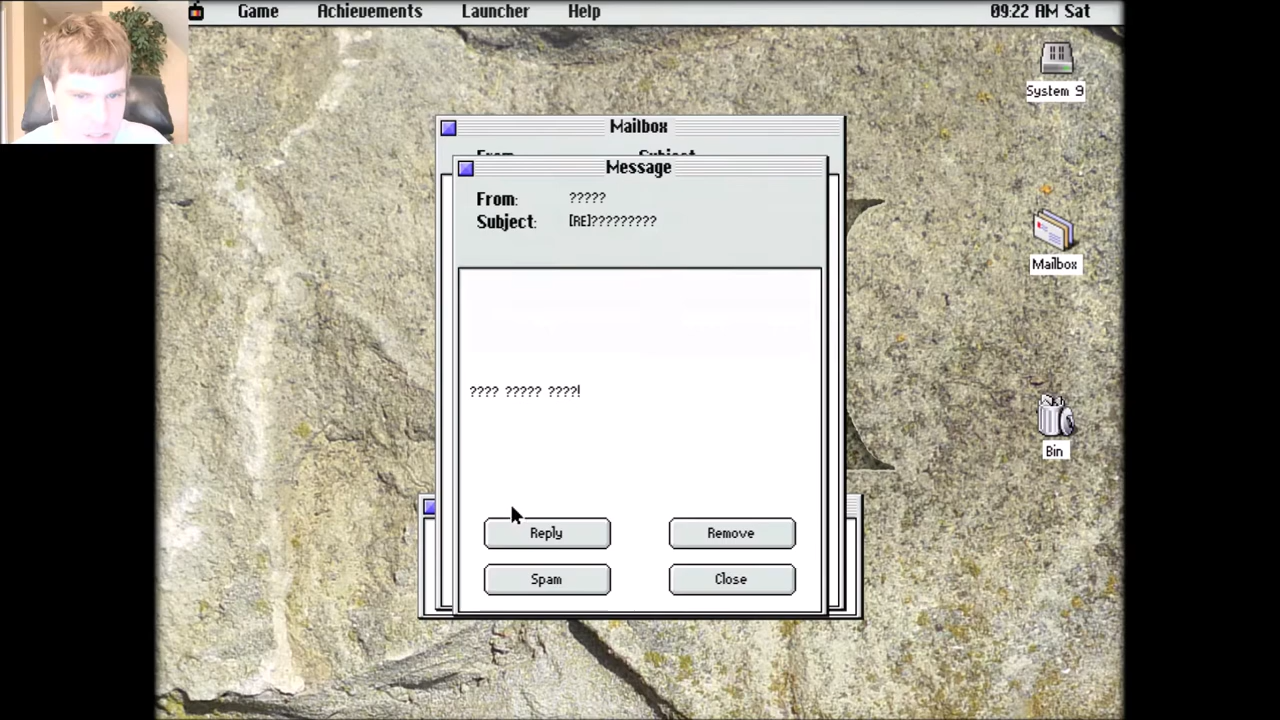 Game Achievements Launcher Help 09:22 AM Sat
System 9
Mailbox
Message
From: ?????
Subject: [RE]?????????
???? ????? ????!
Reply Remove
Spam Close
Mailbox
Bin